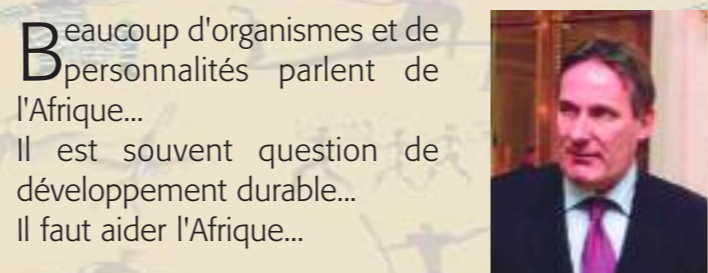 Beaucoup d'organismes et de
personnalités parlent de
l'Afrique...
Il est souvent question de
développement durable...
Il faut aider l'Afrique...